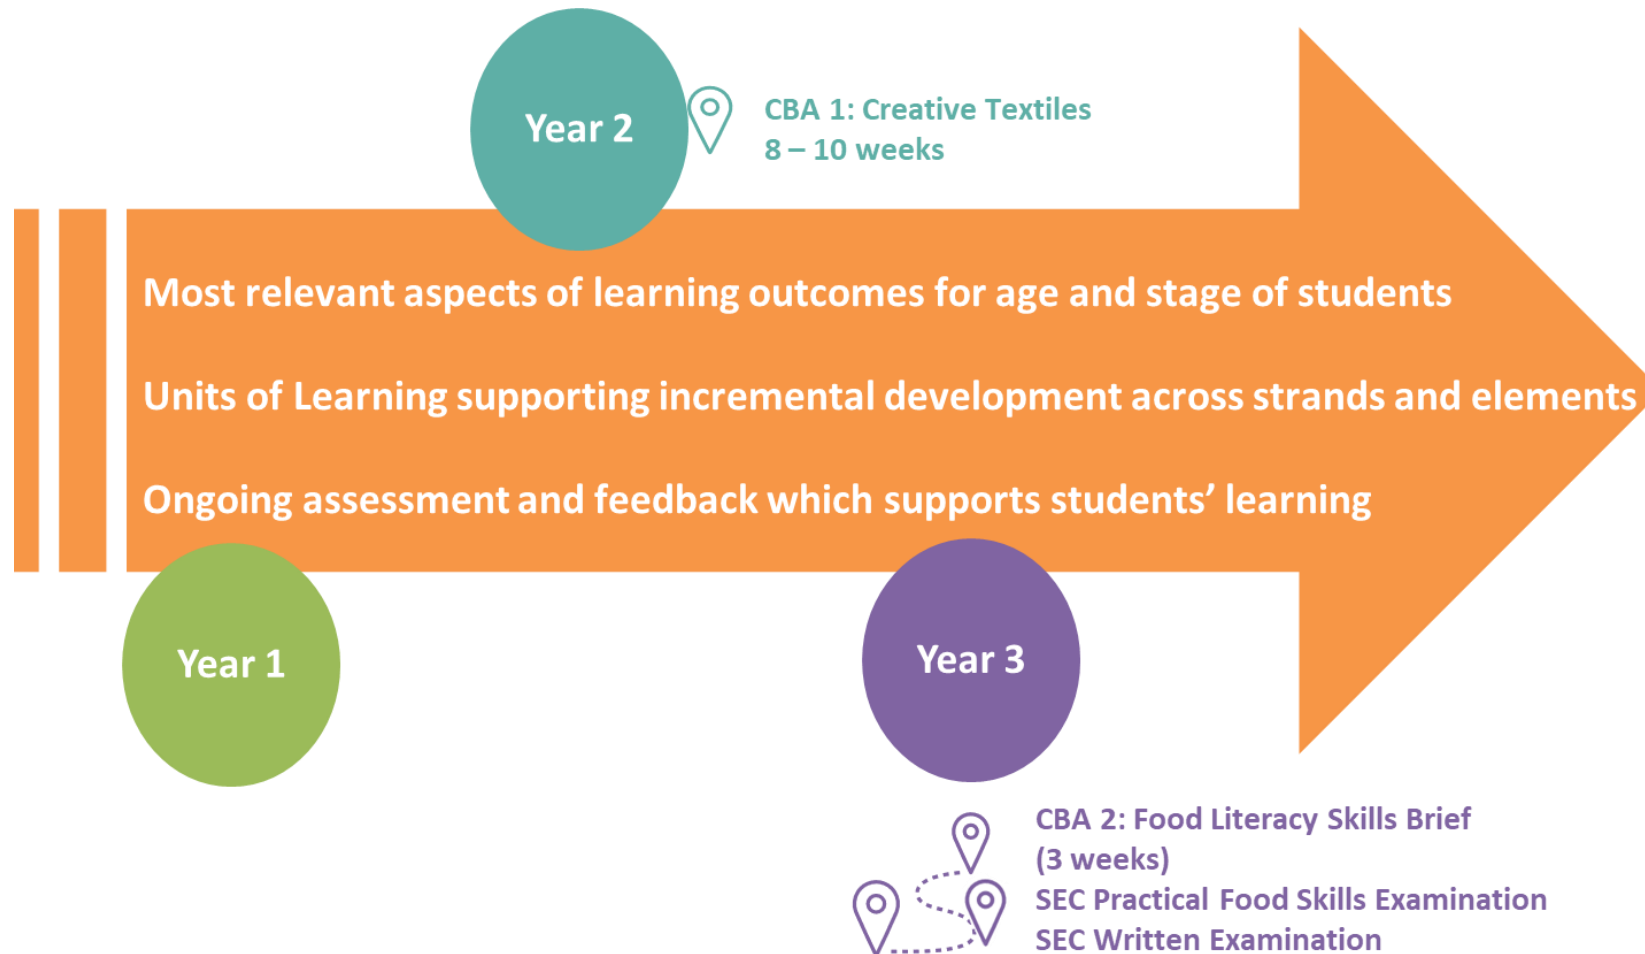 Year 2
CBA 1: Creative Textiles
8 – 10 weeks
Most relevant aspects of learning outcomes for age and stage of students
Units of Learning supporting incremental development across strands and elements
Ongoing assessment and feedback which supports students’ learning
Year 1
Year 3
CBA 2: Food Literacy Skills Brief
(3 weeks)
SEC Practical Food Skills Examination
SEC Written Examination